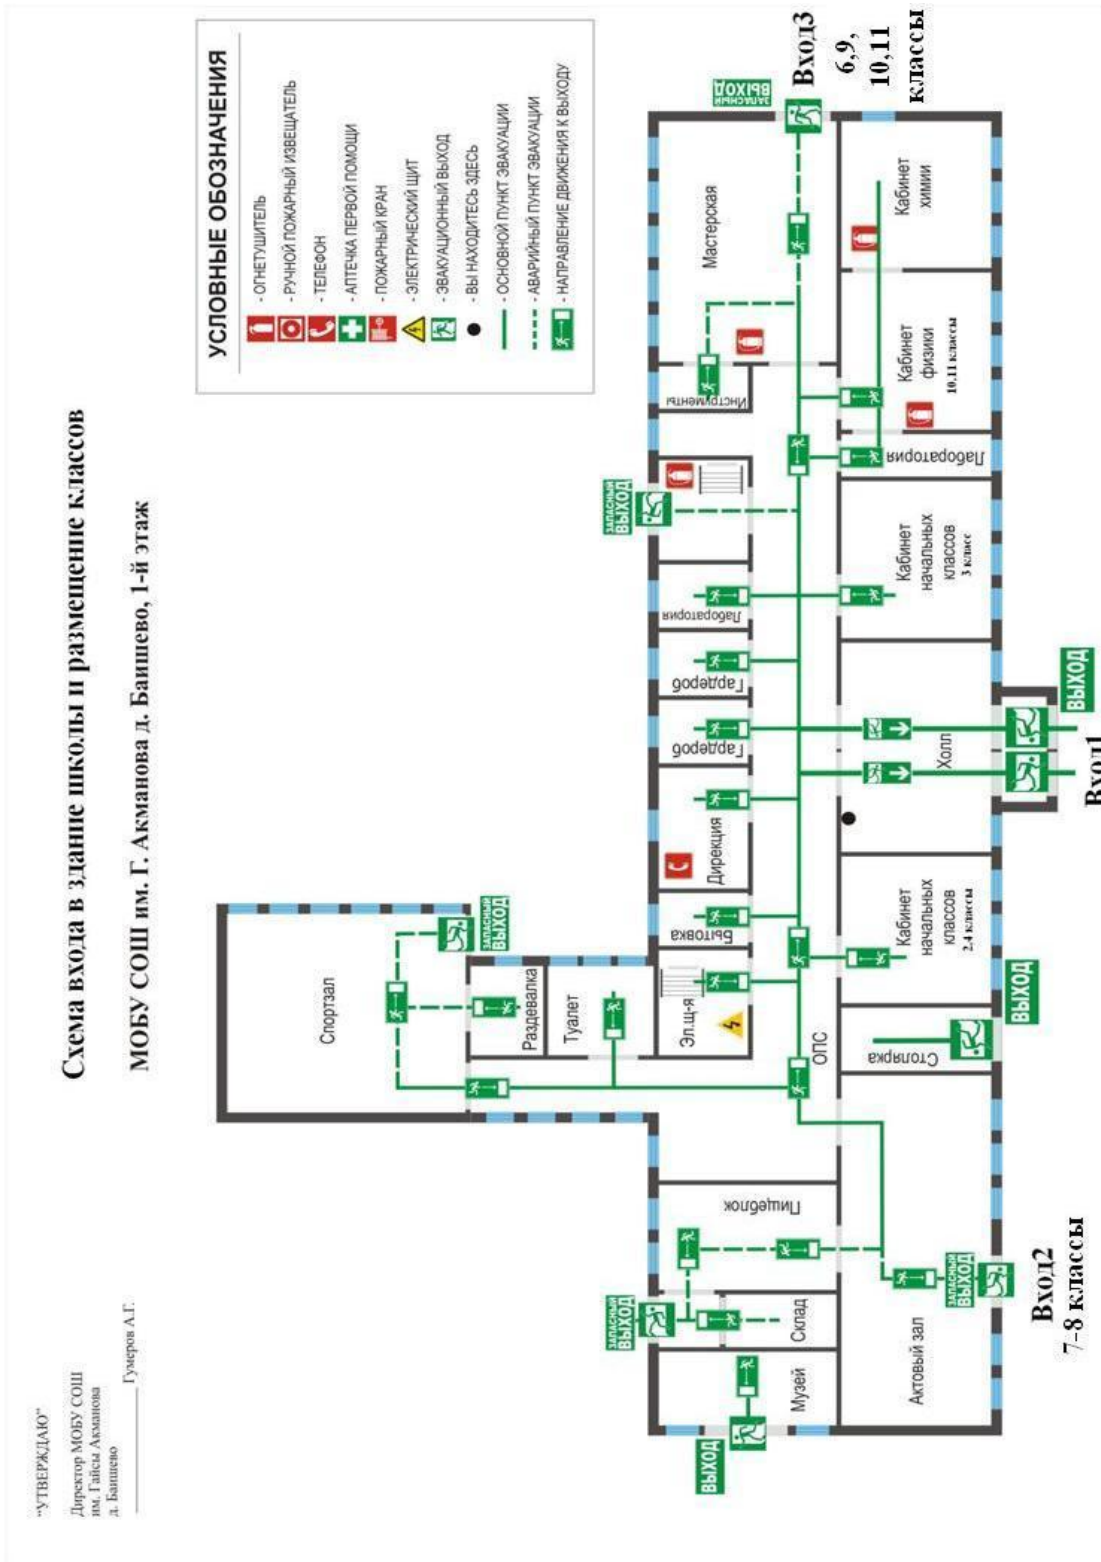 "УТВЕРЖДАЮ"
Директор МОБУ СОШ
им. Гайсы Акманова
д. Баишево
____________ Гумеров А.Г.
Схема входа в здание школы и размещение классов
МОБУ СОШ им. Г. Акманова д. Баишево, 1-й этаж
УСЛОВНЫЕ ОБОЗНАЧЕНИЯ
- ОГНЕТУШИТЕЛЬ
- РУЧНОЙ ПОЖАРНЫЙ ИЗВЕЩАТЕЛЬ
- ТЕЛЕФОН
- АПТЕЧКА ПЕРВОЙ ПОМОЩИ
- ПОЖАРНЫЙ КРАН
- ЭЛЕКТРИЧЕСКИЙ ЩИТ
- ЭВАКУАЦИОННЫЙ ВЫХОД
- ВЫ НАХОДИТЕСЬ ЗДЕСЬ
- ОСНОВНОЙ ПУНКТ ЭВАКУАЦИИ
- АВАРИЙНЫЙ ПУНКТ ЭВАКУАЦИИ
- НАПРАВЛЕНИЕ ДВИЖЕНИЯ К ВЫХОДУ
Спортзал
ЗАПАСНЫЙ
ВЫХОД
Раздевалка
Туалет
Эл.щ-я
Бытовка
Дирекция
Гардероб
Гардероб
Лаборатория
ЗАПАСНЫЙ
ВЫХОД
Инструменты
Мастерская
ЗАПАСНЫЙ
ВЫХОД
Вход3
6,9,
10,11
классы
ЗАПАСНЫЙ
ВЫХОД
ВЫХОД
Музей
Склад
Пищеблок
ОПС
Актовый зал
ЗАПАСНЫЙ
ВЫХОД
Вход2
7-8 классы
Столярка
ВЫХОД
Кабинет
начальных
классов
2,4 классы
Холл
ВЫХОД
Вход1
Кабинет
начальных
классов
3 класс
Лаборатория
Кабинет
физики
10,11 классы
Кабинет
химии